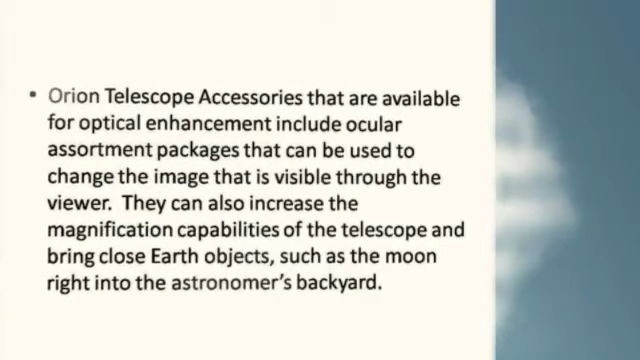 • Orion Telescope Accessories that are available
for optical enhancement include ocular
assortment packages that can be used to
change the image that is visible through the
viewer.  They can also increase the
magnification capabilities of the telescope and
bring close Earth objects, such as the moon
right into the astronomer’s backyard.